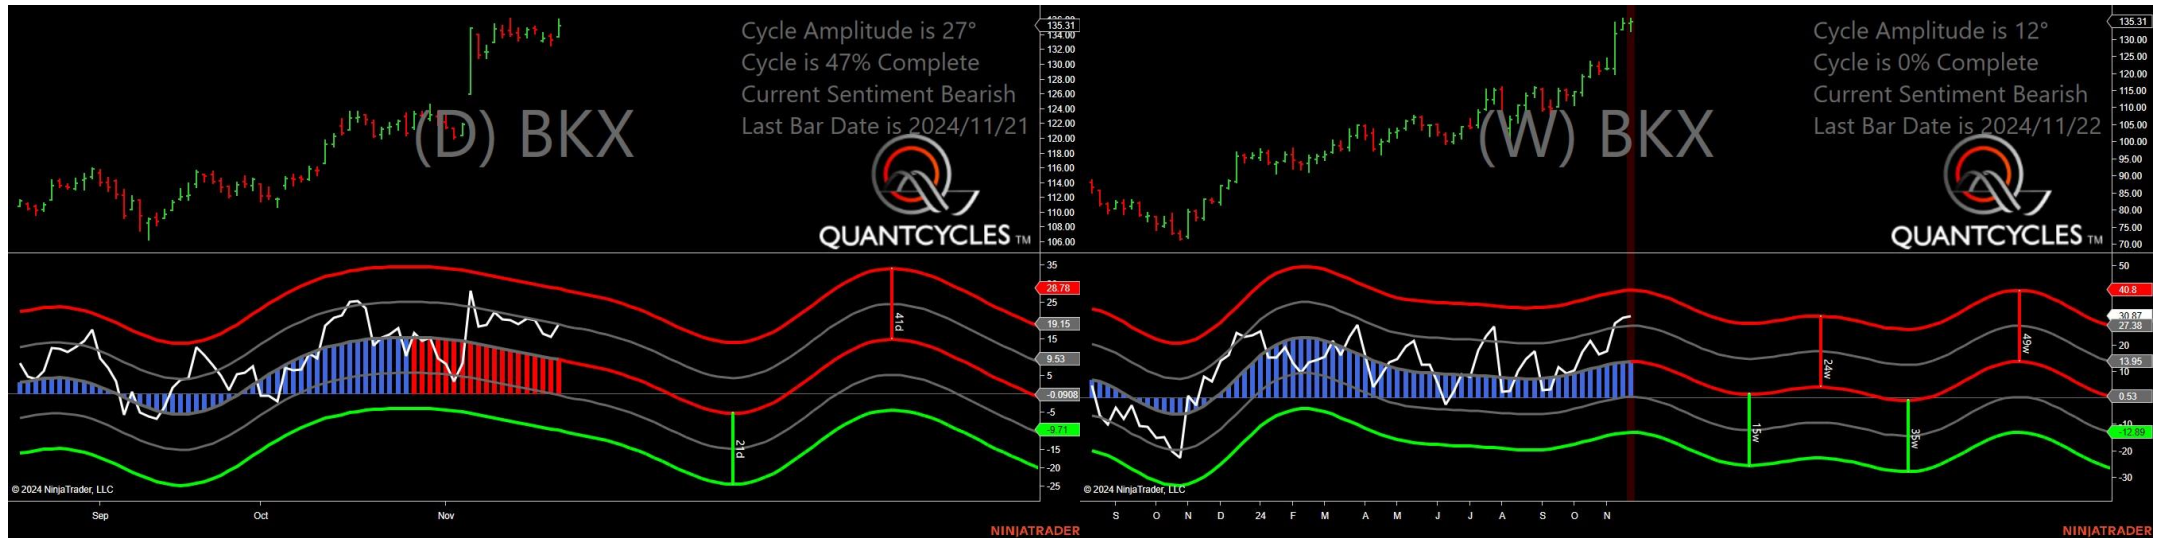 Cycle Amplitude is 27°
Cycle is 47% Complete
Current Sentiment Bearish
Last Bar Date is 2024/11/21
(D) BKX
QUANTCYCLES TM
135.31
134.00
132.00
130.00
128.00
126.00
124.00
122.00
120.00
118.00
116.00
114.00
112.00
110.00
108.00
106.00
35
28.78
25
19.15
15
9.53
5
-0.0908
-5
-9.71
-15
-20
-25
41d
21d
© 2024 NinjaTrader, LLC
Sep Oct Nov
NINJATRADER
Cycle Amplitude is 12°
Cycle is 0% Complete
Current Sentiment Bearish
Last Bar Date is 2024/11/22
(W) BKX
QUANTCYCLES TM
135.31
130.00
125.00
120.00
115.00
110.00
105.00
100.00
95.00
90.00
85.00
80.00
75.00
70.00
50
40.8
30.87
27.38
20
13.95
10
0.53
-12.89
-20
-30
24w
49w
15w
35w
© 2024 NinjaTrader, LLC
S O N D 24 F M A M J J A S O N
NINJATRADER